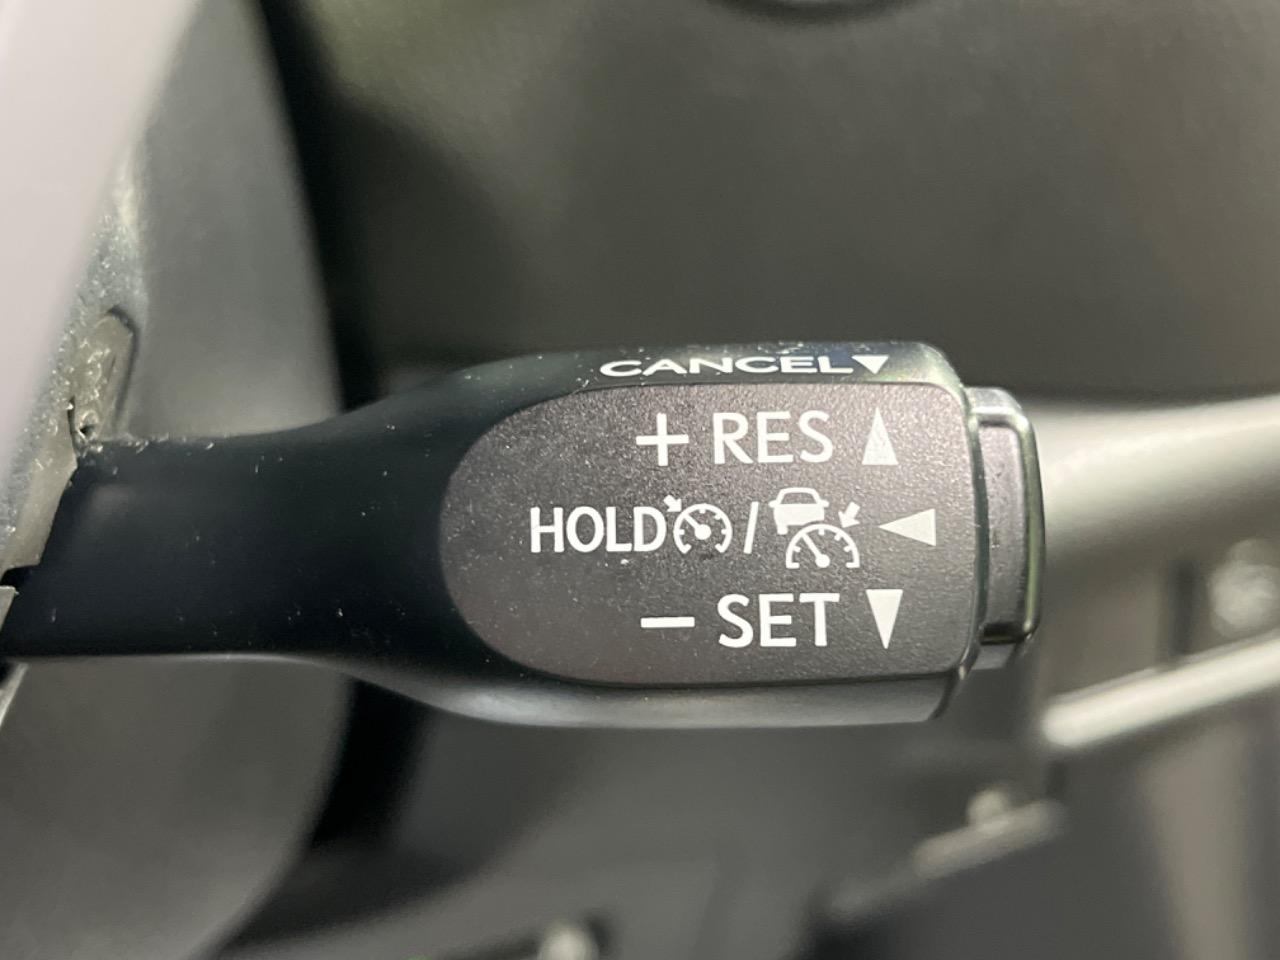 CANCEL▼
+ RES ▲
HOLD / ◀
− SET ▼